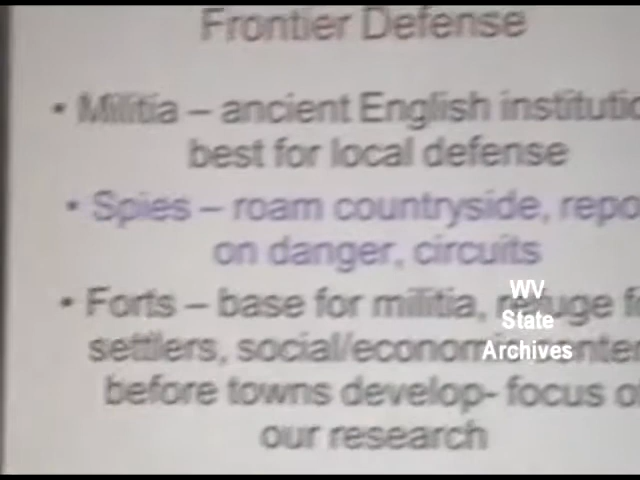 Frontier Defense
• Militia – ancient English institutio
best for local defense
• Spies – roam countryside, repo
on danger, circuits
• Forts – base for militia, refuge f
settlers, social/economic center
before towns develop- focus o
our research
WV
State
Archives